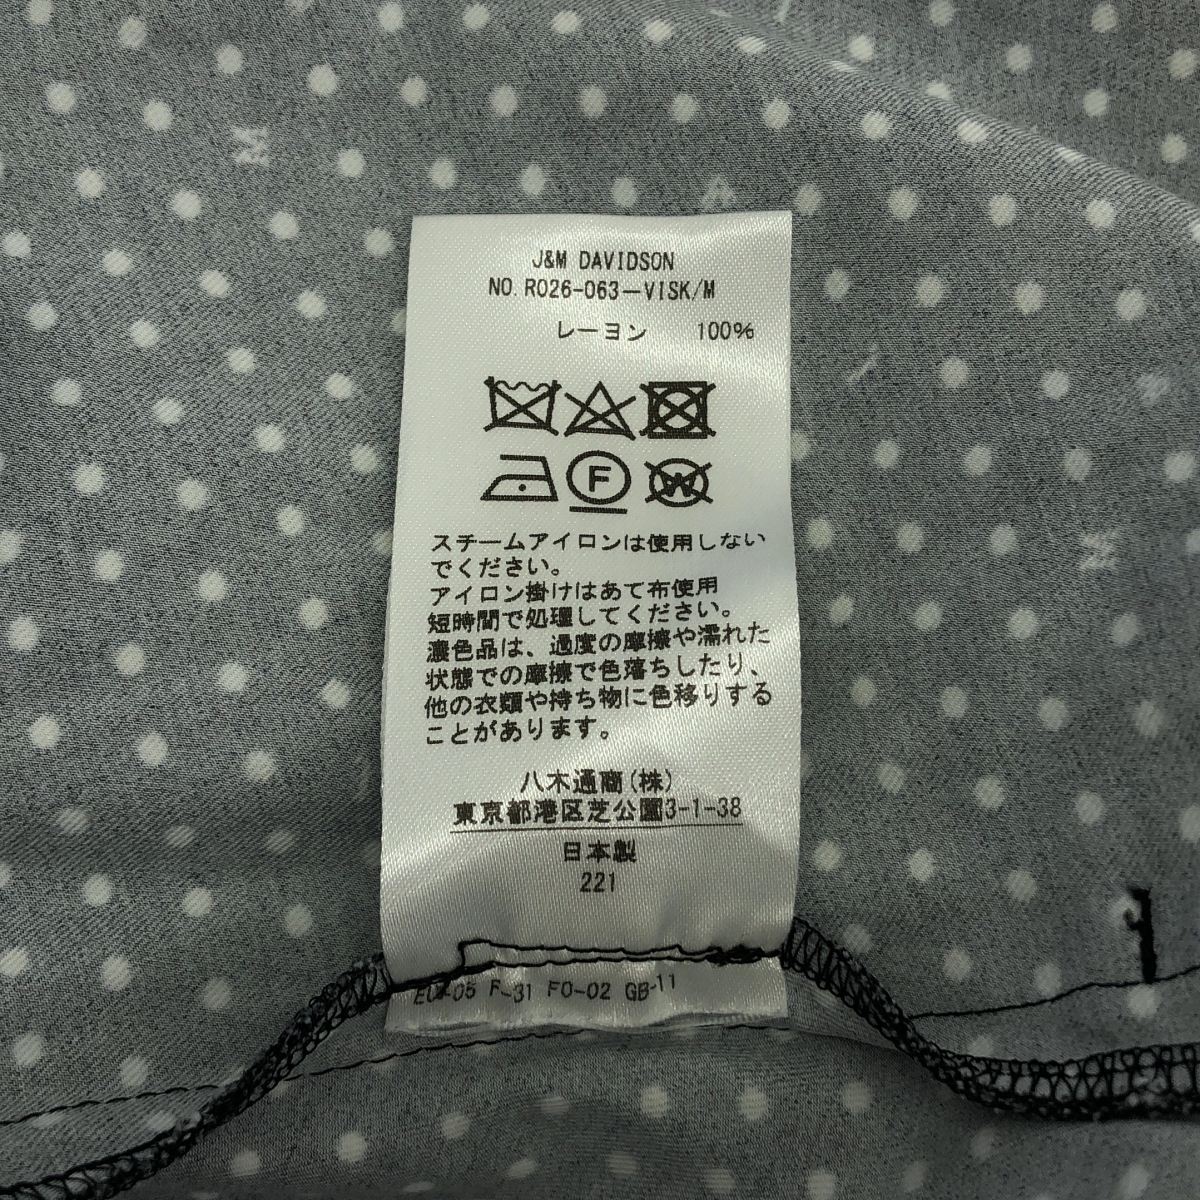 J&M DAVIDSON
NO. R026-063-VISK/M
レーヨン 100%
F
W
スチームアイロンは使用しない
でください。
アイロン掛けはあて布使用
短時間で処理してください。
濃色品は、過度の摩擦や濡れた
状態での摩擦で色落ちしたり、
他の衣類や持ち物に色移りする
ことがあります。
八木通商(株)
東京都港区芝公園3-1-38
日本製
221
F-31 FO-02 GB-11